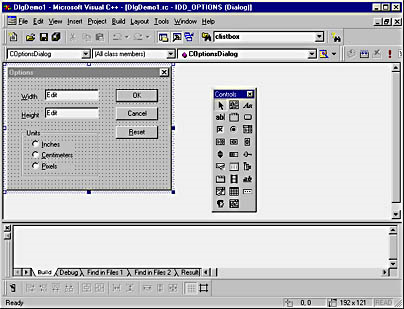 DlgDemo1 - Microsoft Visual C++ - [DlgDemo1.rc - IDD_OPTIONS (Dialog)]
File Edit View Insert Project Build Layout Tools Window Help
clistbox
COptionsDialog
(All class members)
COptionsDialog
Options
Width
Edit
OK
Height
Edit
Cancel
Reset
Units
Inches
Centimeters
Pixels
Controls
Aa
ab|
Build
Debug
Find in Files 1
Find in Files 2
Result
Ready
0, 0
192 x 121
READ